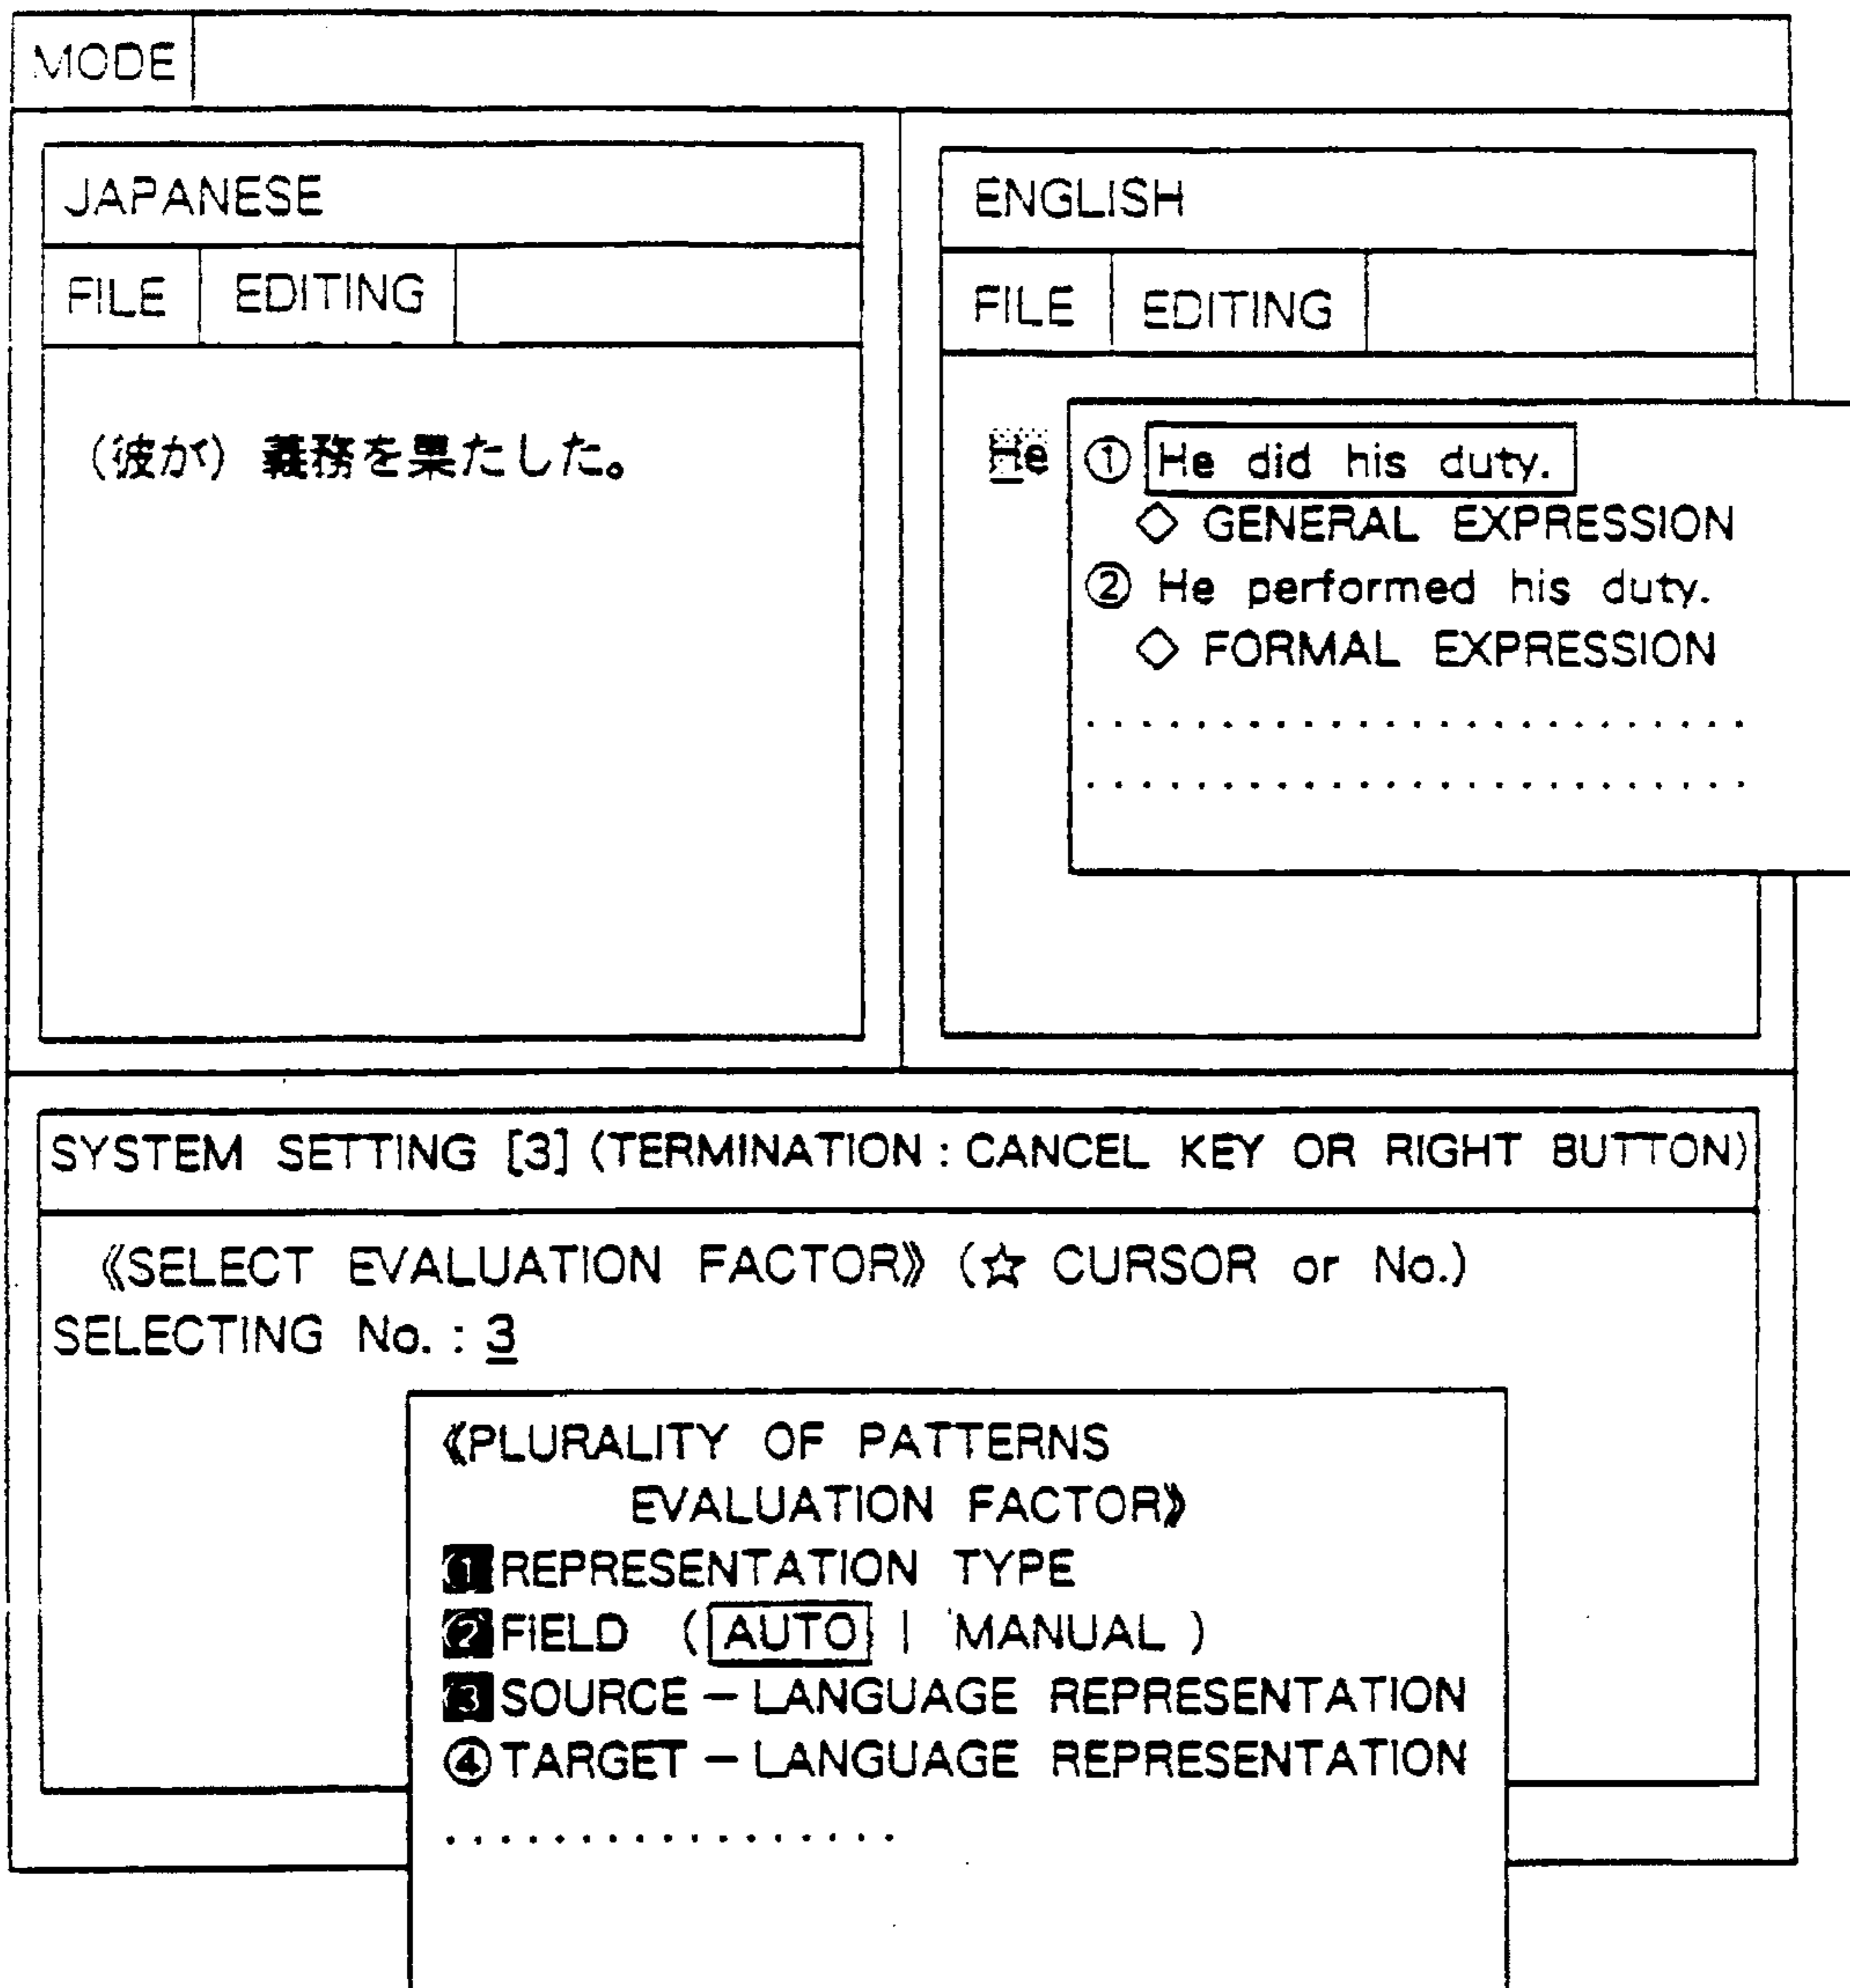 MODE
JAPANESE
FILE EDITING
(彼が) 義務を果たした。
ENGLISH
FILE EDITING
He
① He did his duty.
◇ GENERAL EXPRESSION
② He performed his duty.
◇ FORMAL EXPRESSION
..........................
..........................
SYSTEM SETTING [3] (TERMINATION : CANCEL KEY OR RIGHT BUTTON)
《SELECT EVALUATION FACTOR》 (☆ CURSOR or No.)
SELECTING No. : 3
《PLURALITY OF PATTERNS
EVALUATION FACTOR》
① REPRESENTATION TYPE
② FIELD ( AUTO | MANUAL )
③ SOURCE – LANGUAGE REPRESENTATION
④ TARGET – LANGUAGE REPRESENTATION
.................